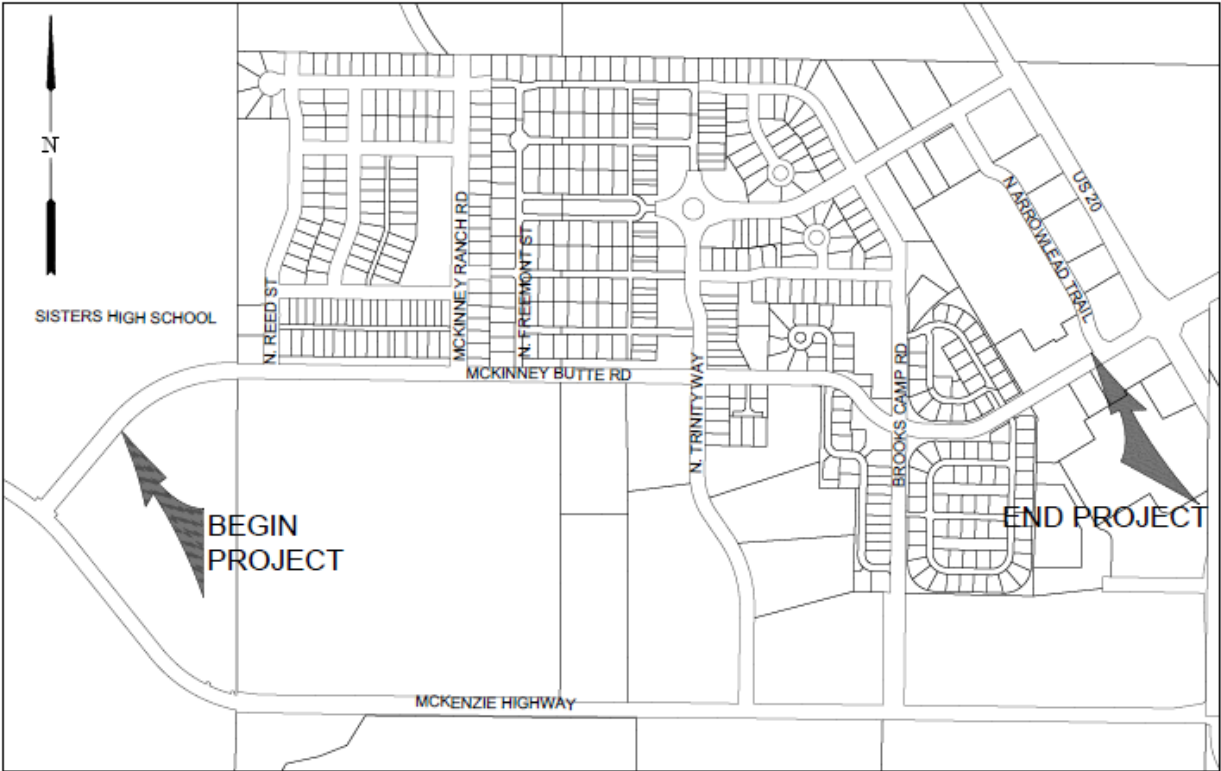 N
US 20
N ARROWLEAD TRAIL
MCKINNEY RANCH RD
N. FREEMONT ST
SISTERS HIGH SCHOOL
N. REED ST
MCKINNEY BUTTE RD
N. TRINITY WAY
BROOKS CAMP RD
BEGIN
PROJECT
END PROJECT
MCKENZIE HIGHWAY